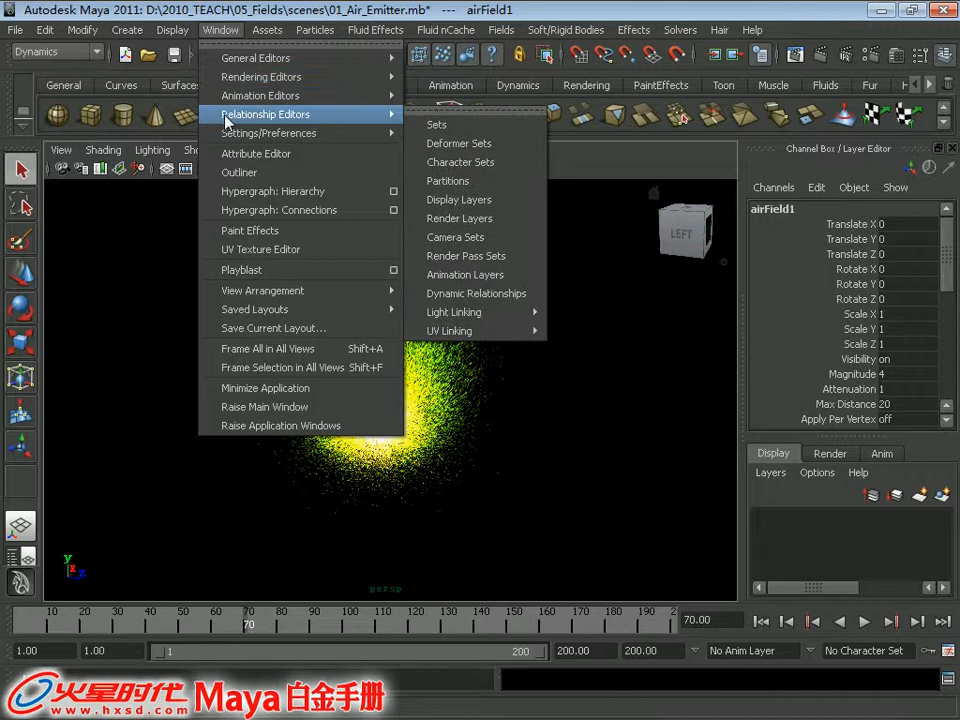 Autodesk Maya 2011: D:\2010_TEACH\05_Fields\scenes\01_Air_Emitter.mb* --- airField1
File Edit Modify Create Display Window Assets Particles Fluid Effects Fluid nCache Fields Soft/Rigid Bodies Effects Solvers Hair Help
Dynamics
General Curves Surfaces Animation Dynamics Rendering PaintEffects Toon Muscle Fluids Fur
View Shading Lighting
General Editors
Rendering Editors
Animation Editors
Relationship Editors
Settings/Preferences
Attribute Editor
Outliner
Hypergraph: Hierarchy
Hypergraph: Connections
Paint Effects
UV Texture Editor
Playblast
View Arrangement
Saved Layouts
Save Current Layout...
Frame All in All Views Shift+A
Frame Selection in All Views Shift+F
Minimize Application
Raise Main Window
Raise Application Windows
Sets
Deformer Sets
Character Sets
Partitions
Display Layers
Render Layers
Camera Sets
Render Pass Sets
Animation Layers
Dynamic Relationships
Light Linking
UV Linking
LEFT
Channel Box / Layer Editor
Channels Edit Object Show
airField1
Translate X 0
Translate Y 0
Translate Z 0
Rotate X 0
Rotate Y 0
Rotate Z 0
Scale X 1
Scale Y 1
Scale Z 1
Visibility on
Magnitude 4
Attenuation 1
Max Distance 20
Apply Per Vertex off
Display Render Anim
Layers Options Help
y
x z
persp
10 20 30 40 50 60 70 80 90 100 110 120 130 140 150 160 170 180 190 2
70
70.00
1.00 1.00 1 200 200.00 200.00 No Anim Layer No Character Set
火星时代 Maya 白金手册
www.hxsd.com